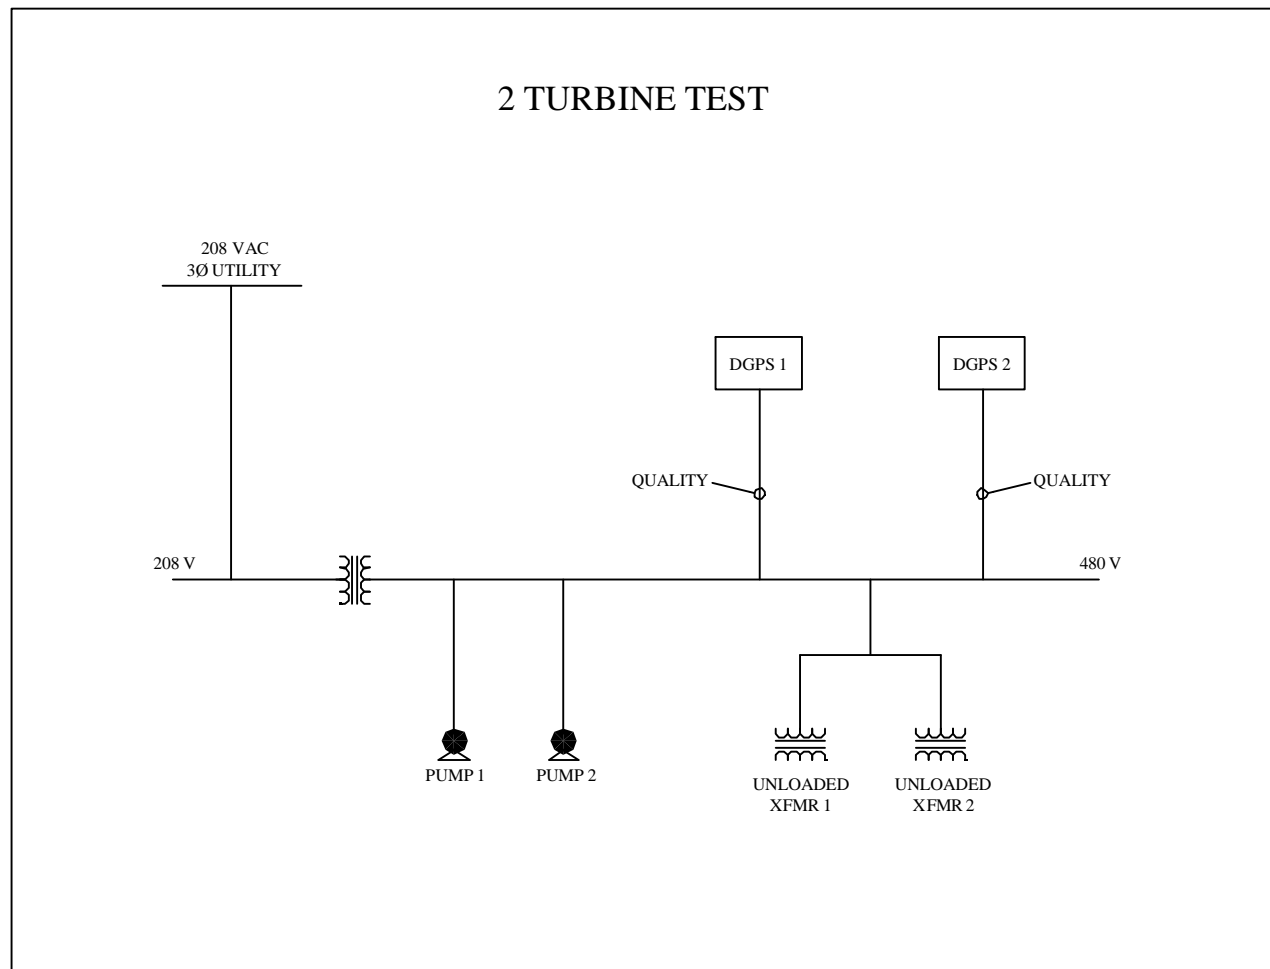 2 TURBINE TEST
208 VAC
3Ø UTILITY
DGPS 1
DGPS 2
QUALITY
QUALITY
208 V
480 V
PUMP 1
PUMP 2
UNLOADED
XFMR 1
UNLOADED
XFMR 2